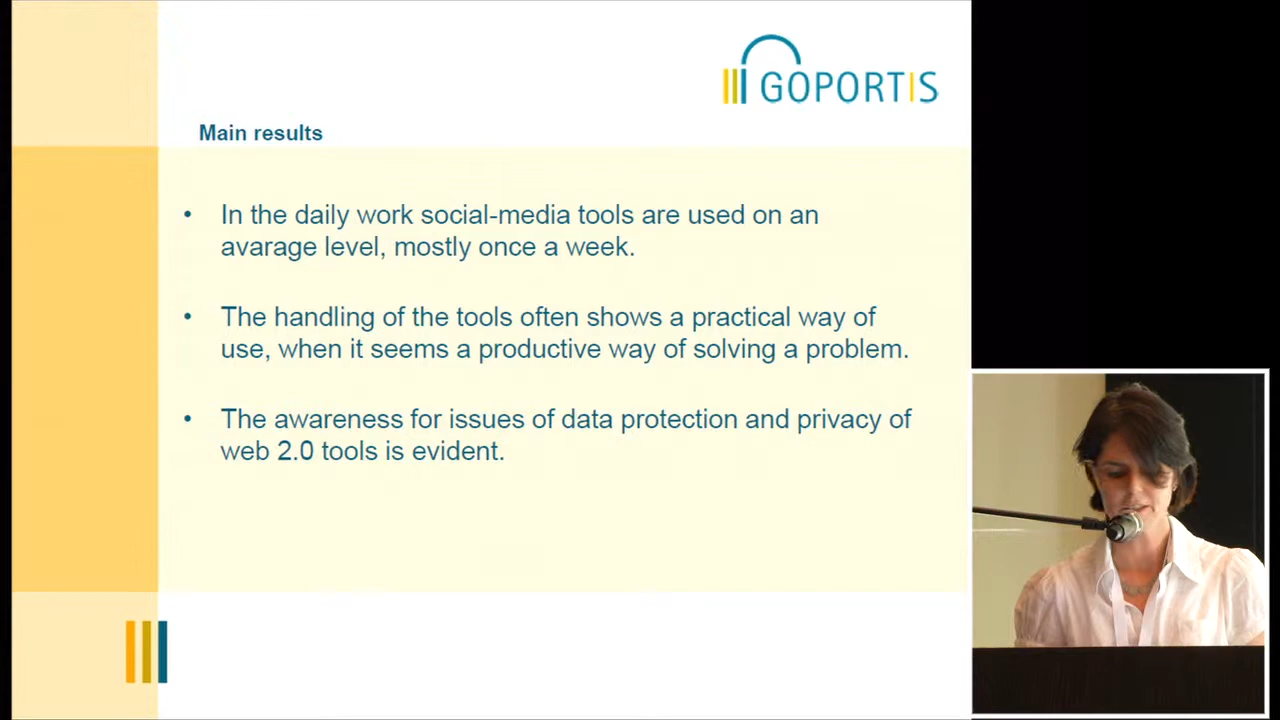 GOPORTIS
Main results
• In the daily work social-media tools are used on an
avarage level, mostly once a week.
• The handling of the tools often shows a practical way of
use, when it seems a productive way of solving a problem.
• The awareness for issues of data protection and privacy of
web 2.0 tools is evident.